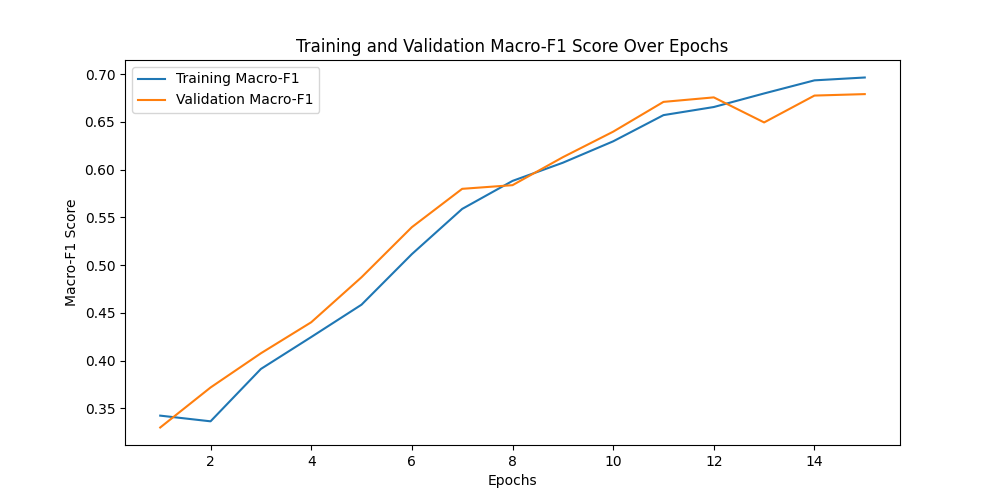 Training and Validation Macro-F1 Score Over Epochs
Training Macro-F1
Validation Macro-F1
Macro-F1 Score
0.70
0.65
0.60
0.55
0.50
0.45
0.40
0.35
2 4 6 8 10 12 14
Epochs